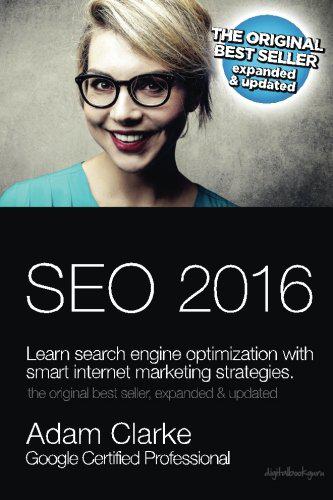 THE ORIGINAL
BEST SELLER
expanded
& updated
SEO 2016
Learn search engine optimization with
smart internet marketing strategies.
the original best seller, expanded & updated
Adam Clarke
Google Certified Professional
digitalbookguru